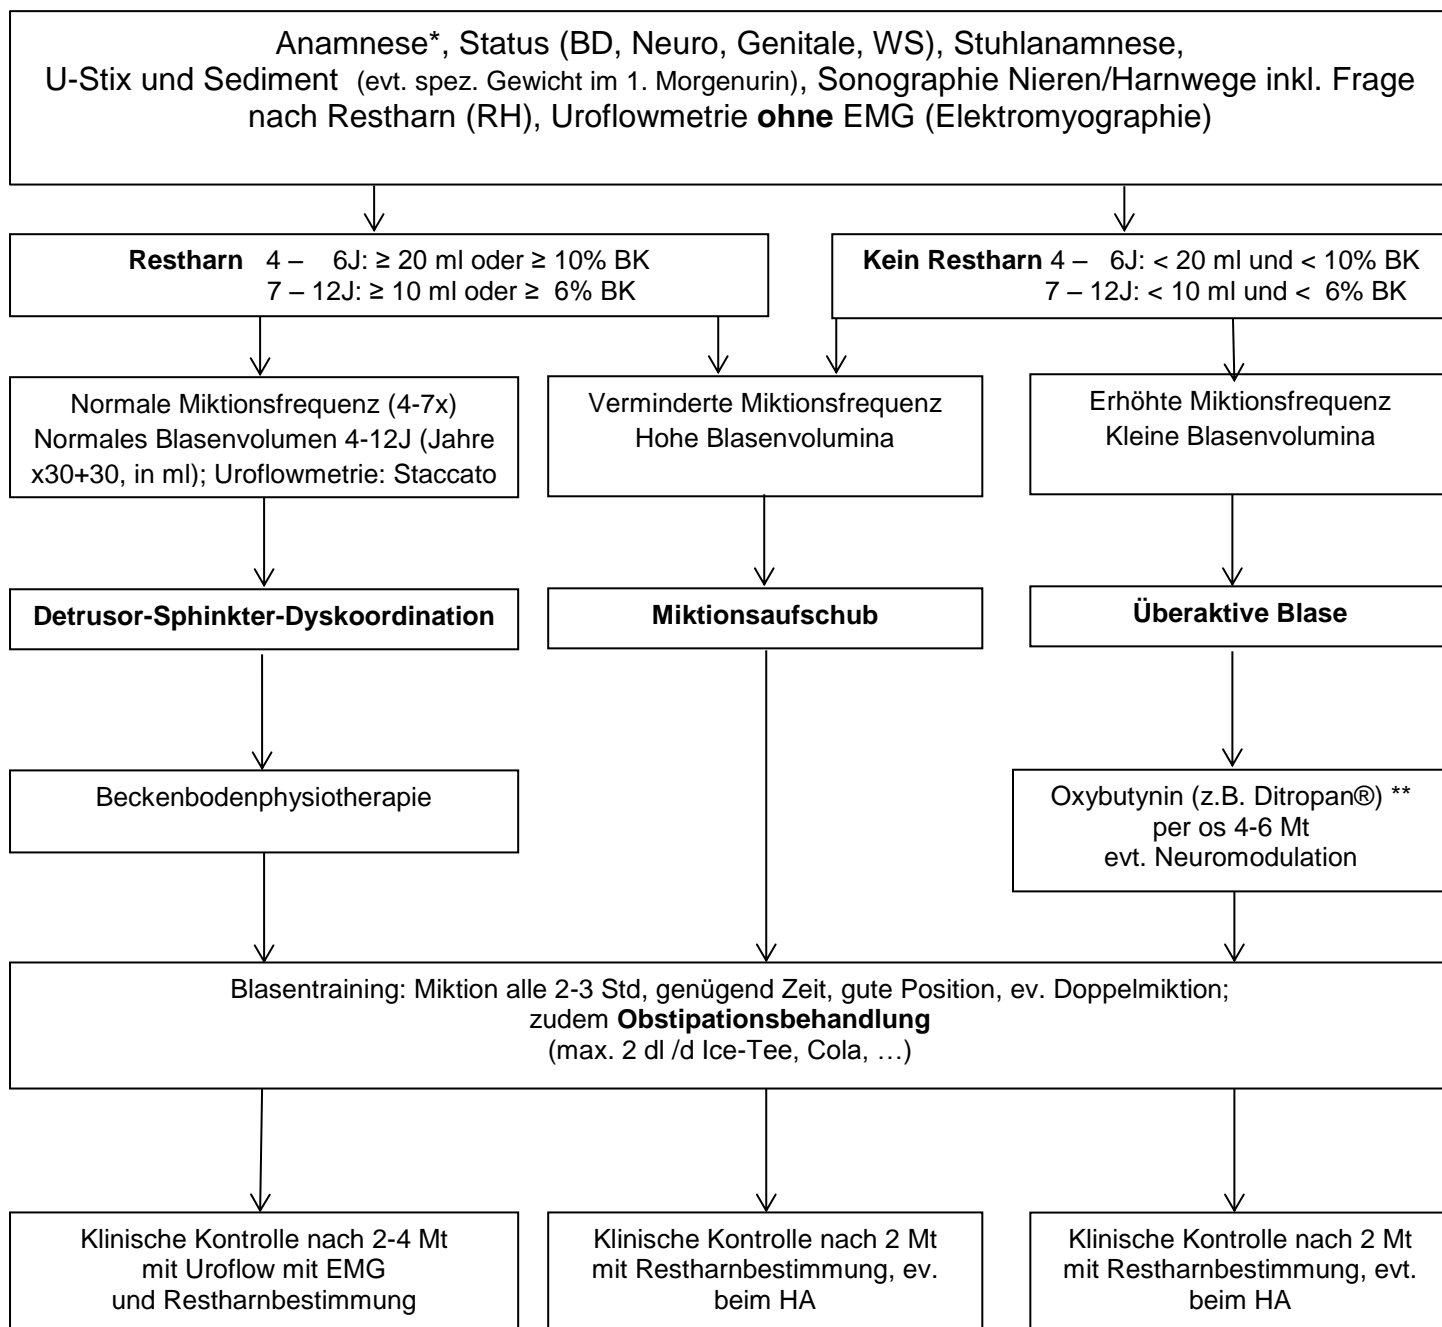 Anamnese*, Status (BD, Neuro, Genitale, WS), Stuhlanamnese,
U-Stix und Sediment (evt. spez. Gewicht im 1. Morgenurin), Sonographie Nieren/Harnwege inkl. Frage
nach Restharn (RH), Uroflowmetrie ohne EMG (Elektromyographie)
Restharn 4 – 6J: ≥ 20 ml oder ≥ 10% BK
7 – 12J: ≥ 10 ml oder ≥ 6% BK
Kein Restharn 4 – 6J: < 20 ml und < 10% BK
7 – 12J: < 10 ml und < 6% BK
Normale Miktionsfrequenz (4-7x)
Normales Blasenvolumen 4-12J (Jahre
x30+30, in ml); Uroflowmetrie: Staccato
Verminderte Miktionsfrequenz
Hohe Blasenvolumina
Erhöhte Miktionsfrequenz
Kleine Blasenvolumina
Detrusor-Sphinkter-Dyskoordination
Miktionsaufschub
Überaktive Blase
Beckenbodenphysiotherapie
Oxybutynin (z.B. Ditropan®) **
per os 4-6 Mt
evt. Neuromodulation
Blasentraining: Miktion alle 2-3 Std, genügend Zeit, gute Position, ev. Doppelmiktion;
zudem Obstipationsbehandlung
(max. 2 dl /d Ice-Tee, Cola, …)
Klinische Kontrolle nach 2-4 Mt
mit Uroflow mit EMG
und Restharnbestimmung
Klinische Kontrolle nach 2 Mt
mit Restharnbestimmung, ev.
beim HA
Klinische Kontrolle nach 2 Mt
mit Restharnbestimmung, evt.
beim HA